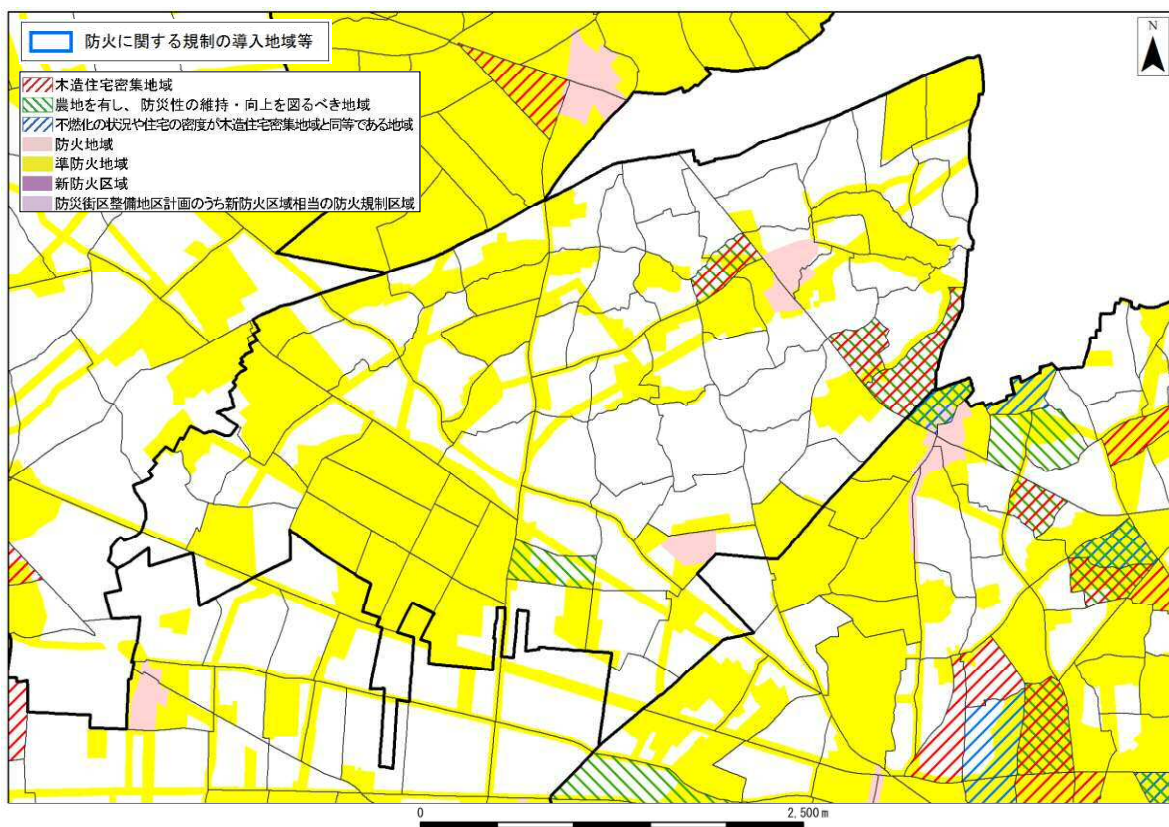 防火に関する規制の導入地域等
N
木造住宅密集地域
農地を有し、防災性の維持・向上を図るべき地域
不燃化の状況や住宅の密度が木造住宅密集地域と同等である地域
防火地域
準防火地域
新防火区域
防災街区整備地区計画のうち新防火区域相当の防火規制区域
0 2,500m